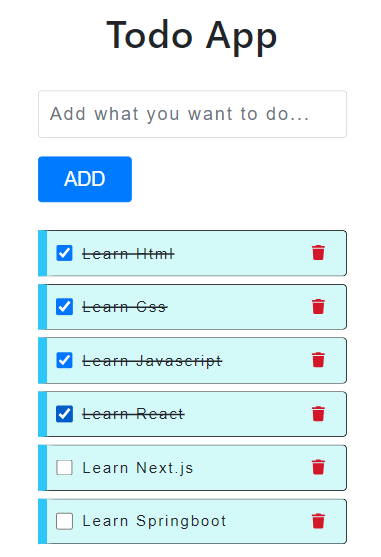 Todo App
Add what you want to do...
ADD
Learn Html
Learn Css
Learn Javascript
Learn React
Learn Next.js
Learn Springboot